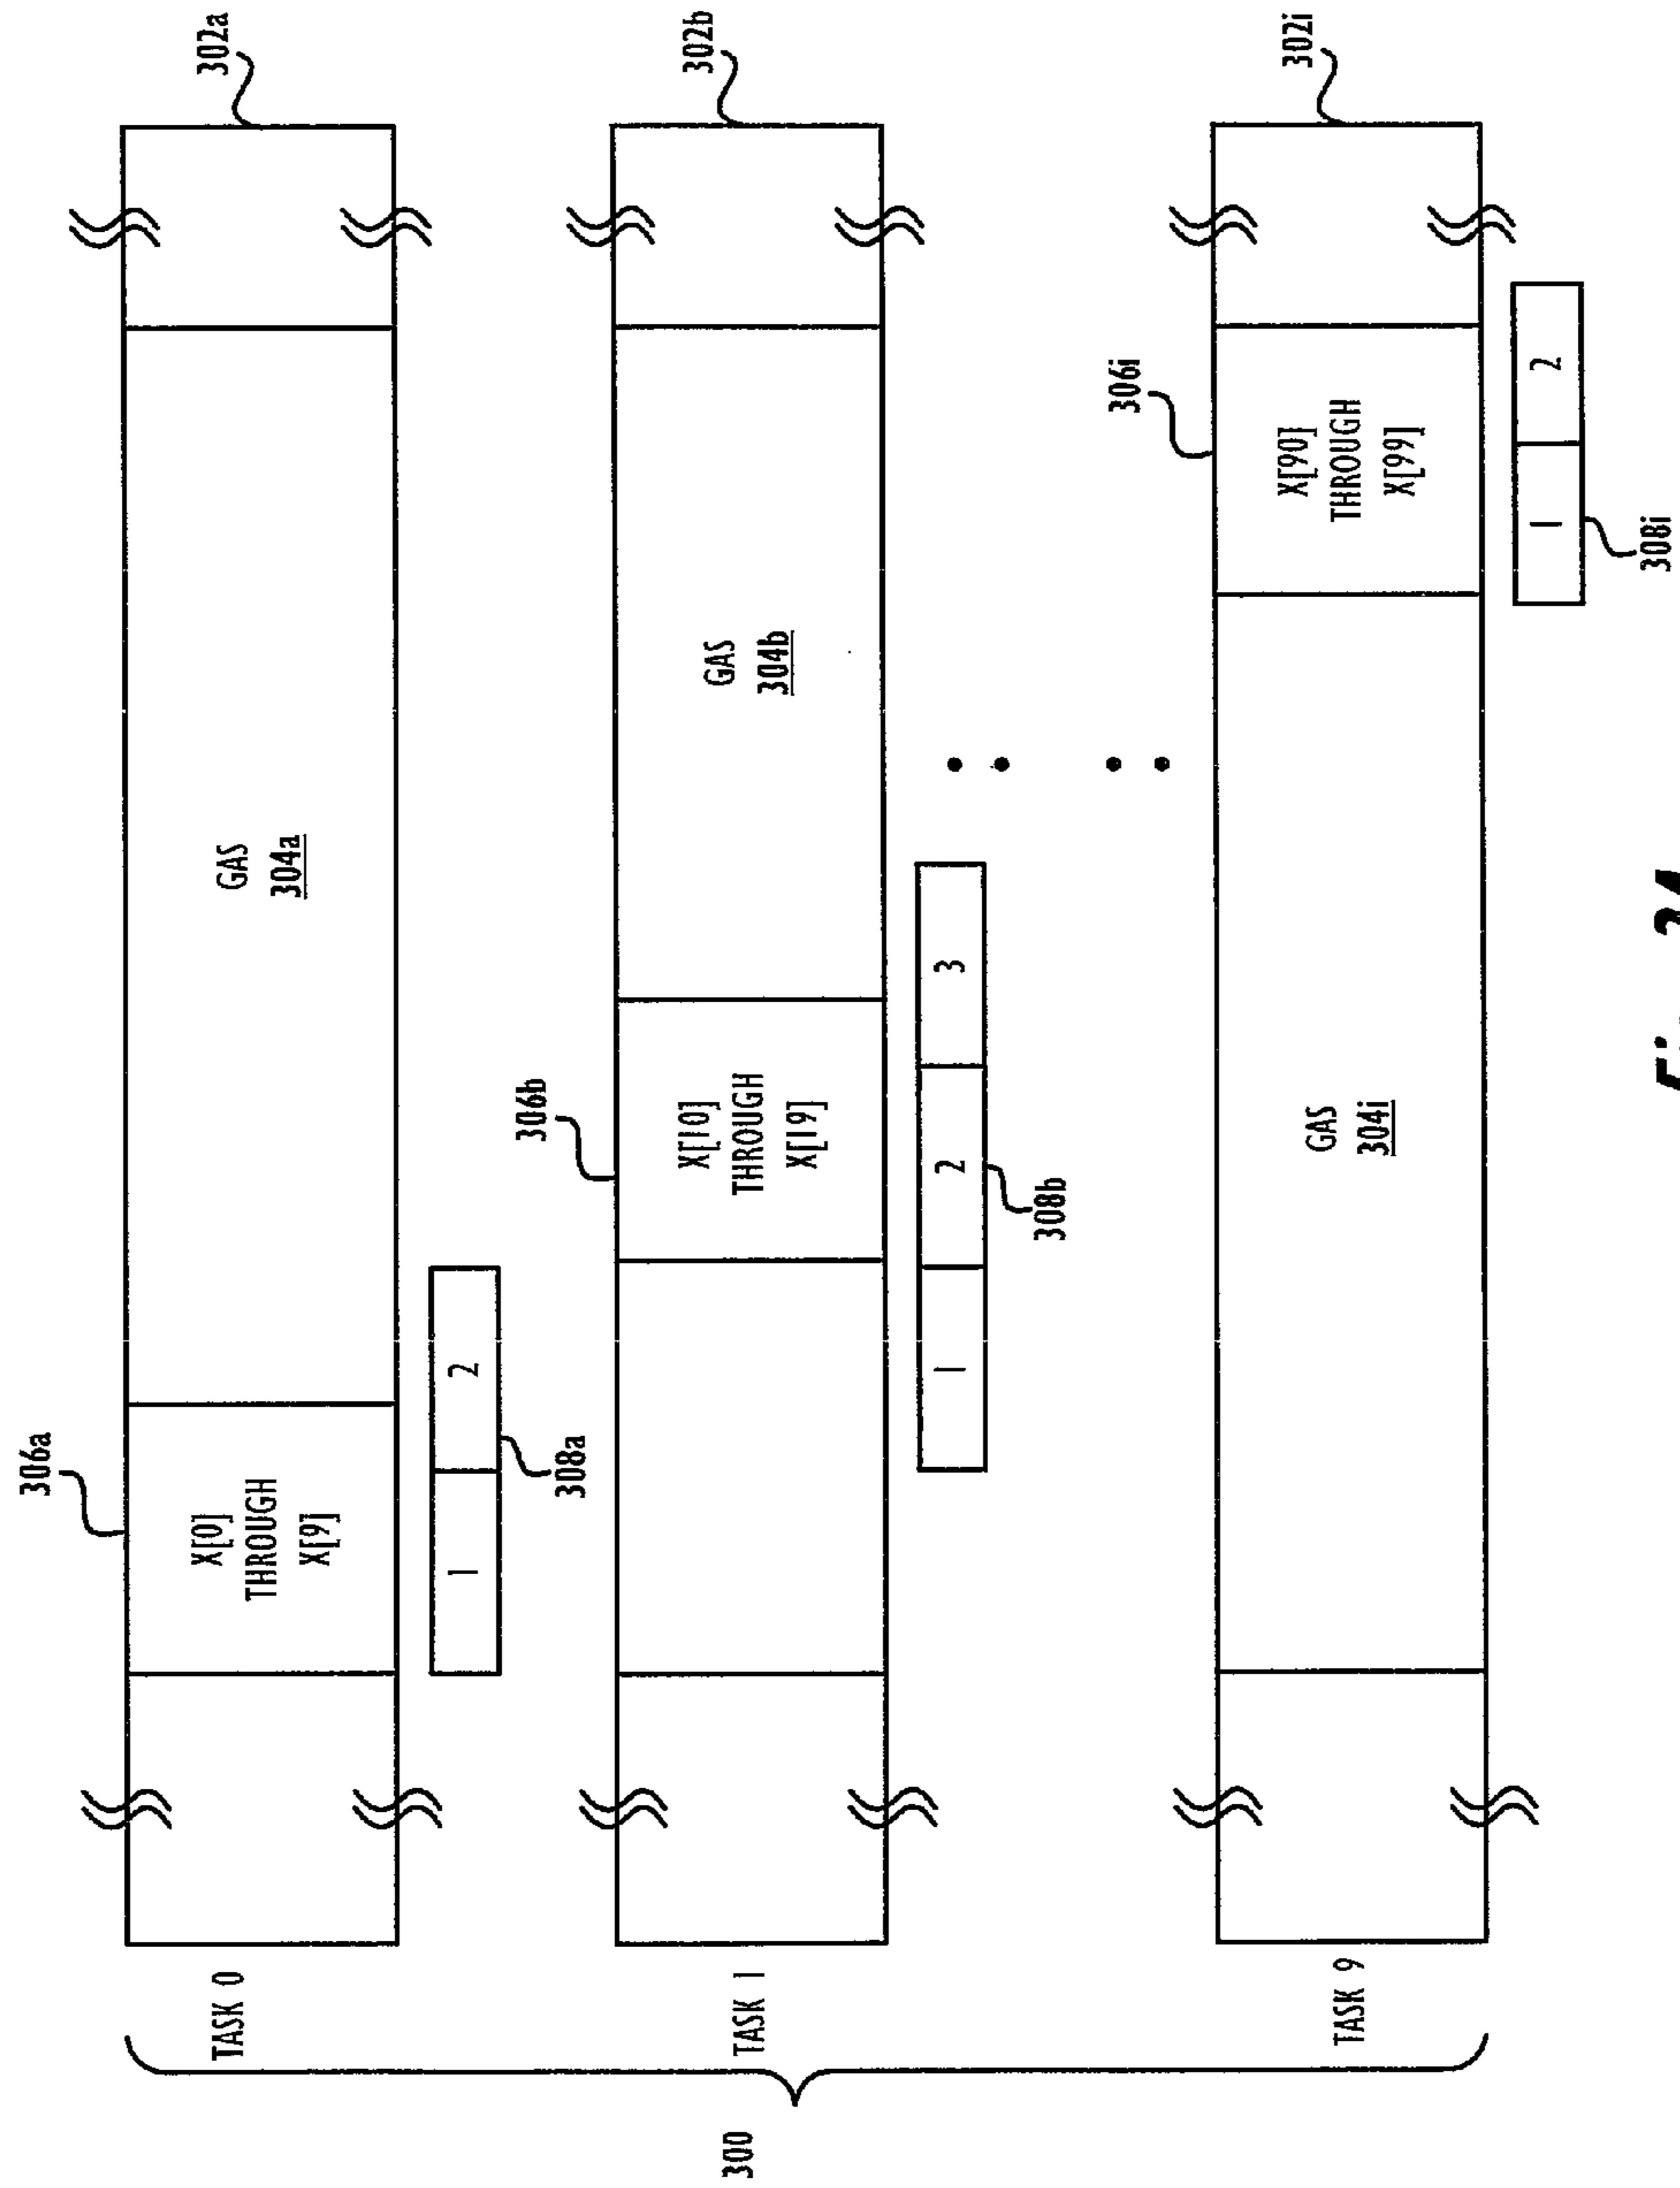 300
TASK 0
306a
X[0]
THROUGH
X[9]
GAS
304a
302a
1
2
308a
TASK 1
306b
X[10]
THROUGH
X[19]
GAS
304b
302b
1
2
3
308b
TASK 9
GAS
304i
306i
X[90]
THROUGH
X[99]
302i
1
2
308i